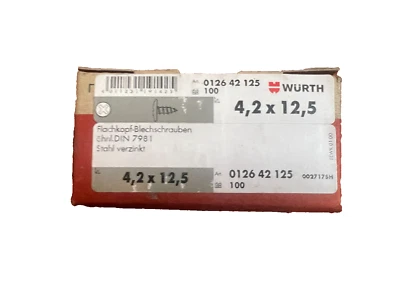 Art. 0126 42 125
100
WÜRTH
4,2 x 12,5
Flachkopf-Blechschrauben
ähnl.DIN 7981
Stahl verzinkt
4,2 x 12,5
Art. 0126 42 125
100